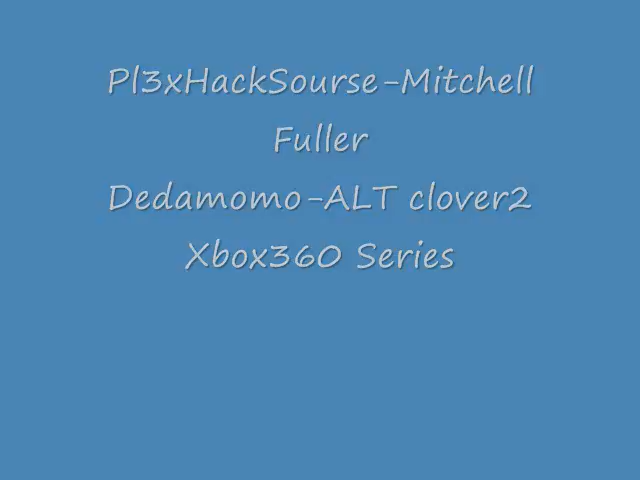 Pl3xHackSourse-Mitchell
Fuller
Dedamomo-ALT clover2
Xbox360 Series